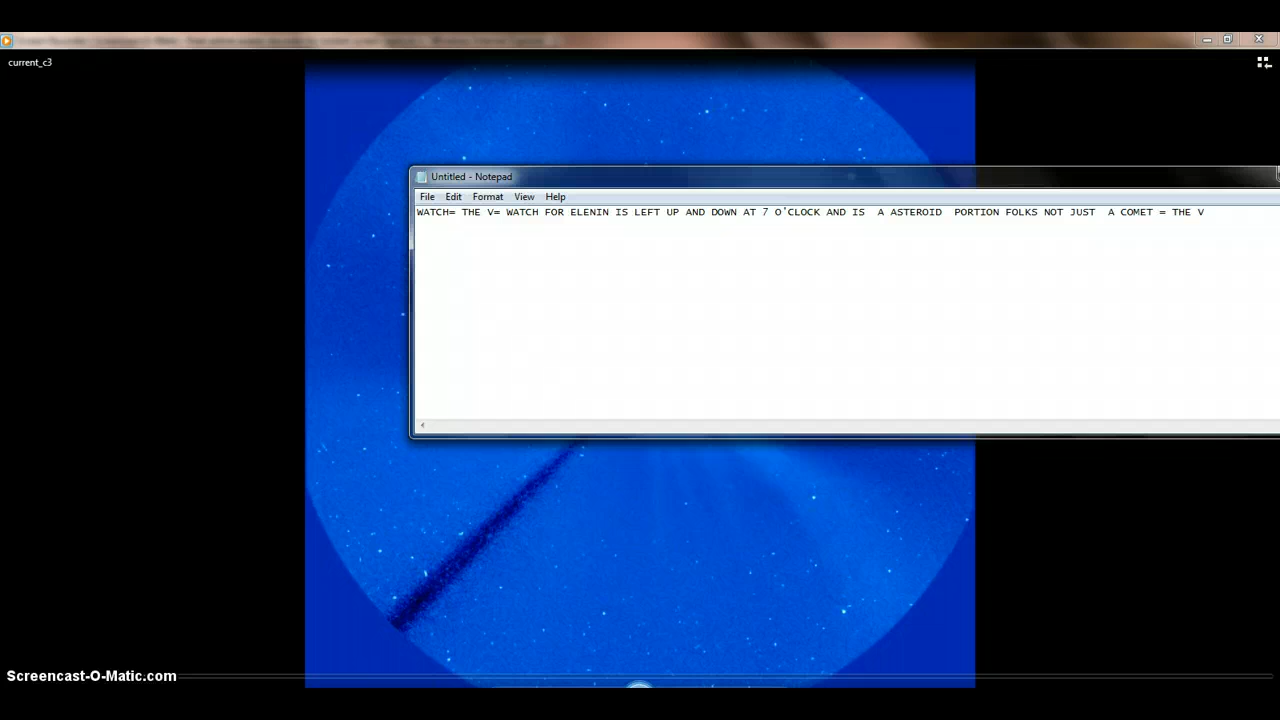 current_c3
Untitled - Notepad
File Edit Format View Help
WATCH= THE V= WATCH FOR ELENIN IS LEFT UP AND DOWN AT 7 O'CLOCK AND IS  A ASTEROID  PORTION FOLKS NOT JUST  A COMET = THE V
Screencast-O-Matic.com